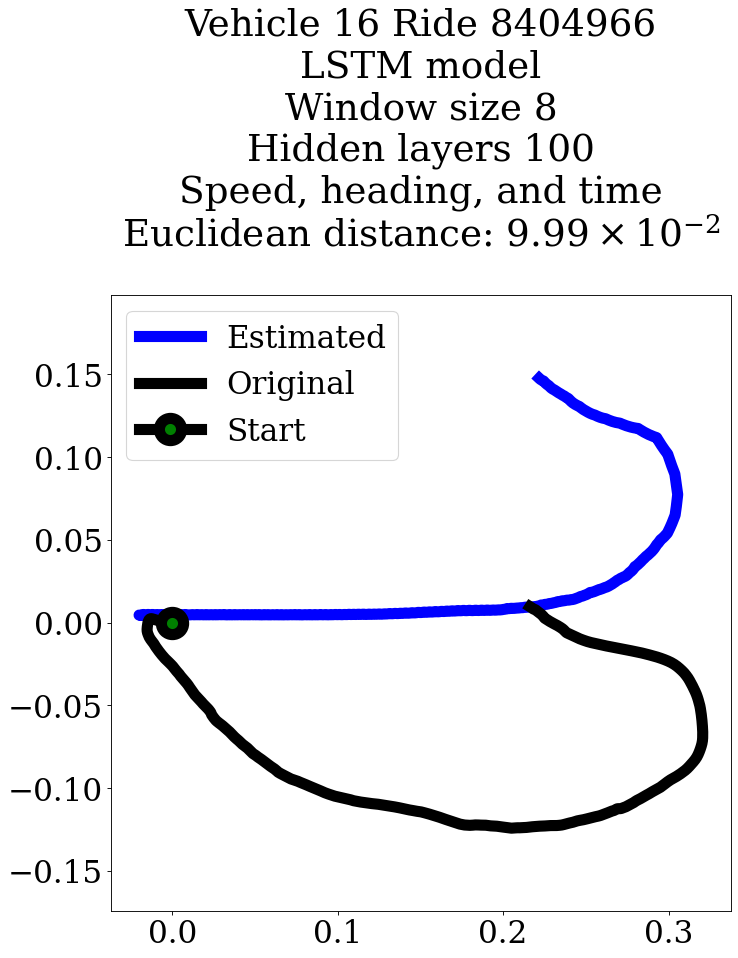 Vehicle 16 Ride 8404966
LSTM model
Window size 8
Hidden layers 100
Speed, heading, and time
Euclidean distance: 9.99 × 10⁻²
Estimated
Original
Start
0.15
0.10
0.05
0.00
−0.05
−0.10
−0.15
0.0 0.1 0.2 0.3